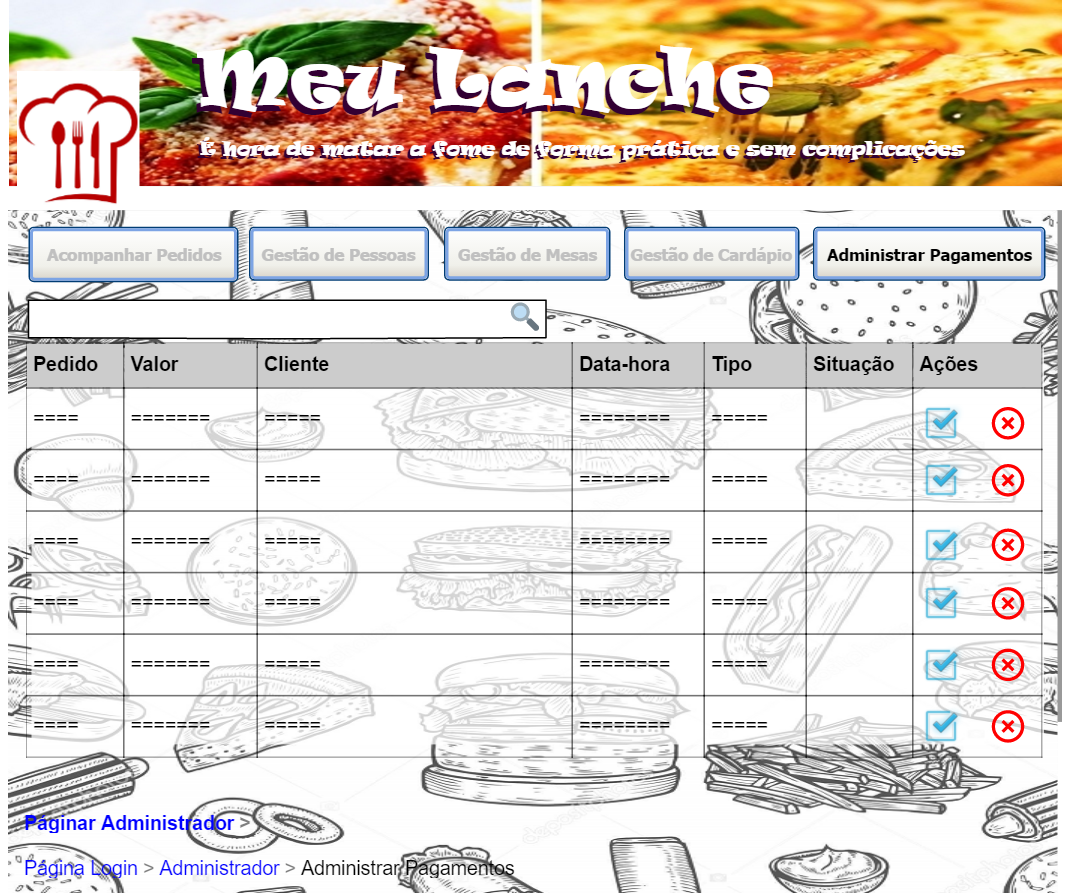 Meu Lanche
É hora de matar a fome de forma prática e sem complicações
Acompanhar Pedidos Gestão de Pessoas Gestão de Mesas Gestão de Cardápio Administrar Pagamentos
Pedido Valor Cliente Data-hora Tipo Situação Ações
==== ======= ===== ======== =====
==== ======= ===== ======== =====
==== ======= ===== ======== =====
==== ======= ===== ======== =====
==== ======= ===== ======== =====
==== ======= ===== ======== =====
Páginar Administrador >
Página Login > Administrador > Administrar Pagamentos